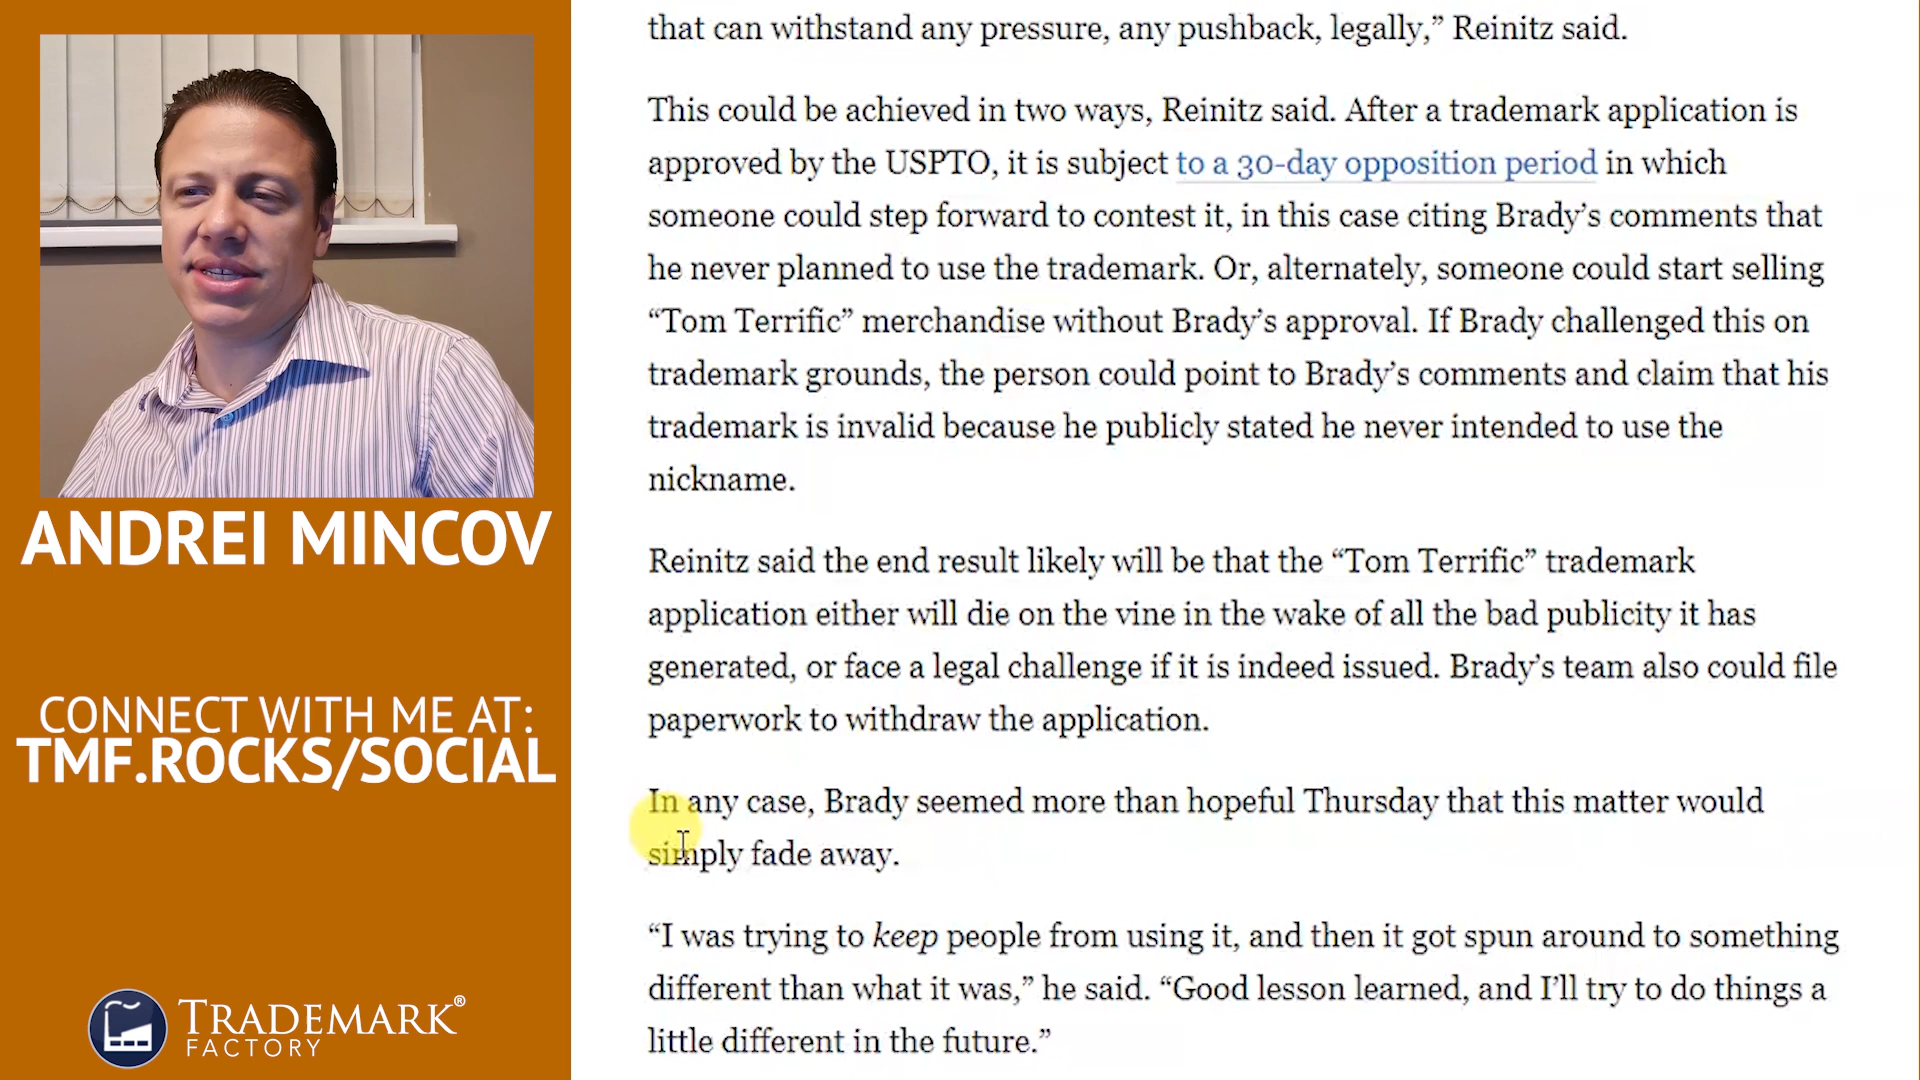 that can withstand any pressure, any pushback, legally,” Reinitz said.
This could be achieved in two ways, Reinitz said. After a trademark application is
approved by the USPTO, it is subject to a 30-day opposition period in which
someone could step forward to contest it, in this case citing Brady’s comments that
he never planned to use the trademark. Or, alternately, someone could start selling
“Tom Terrific” merchandise without Brady’s approval. If Brady challenged this on
trademark grounds, the person could point to Brady’s comments and claim that his
trademark is invalid because he publicly stated he never intended to use the
nickname.
Reinitz said the end result likely will be that the “Tom Terrific” trademark
application either will die on the vine in the wake of all the bad publicity it has
generated, or face a legal challenge if it is indeed issued. Brady’s team also could file
paperwork to withdraw the application.
In any case, Brady seemed more than hopeful Thursday that this matter would
simply fade away.
“I was trying to keep people from using it, and then it got spun around to something
different than what it was,” he said. “Good lesson learned, and I’ll try to do things a
little different in the future.”
ANDREI MINCOV
CONNECT WITH ME AT:
TMF.ROCKS/SOCIAL
TRADEMARK®
FACTORY